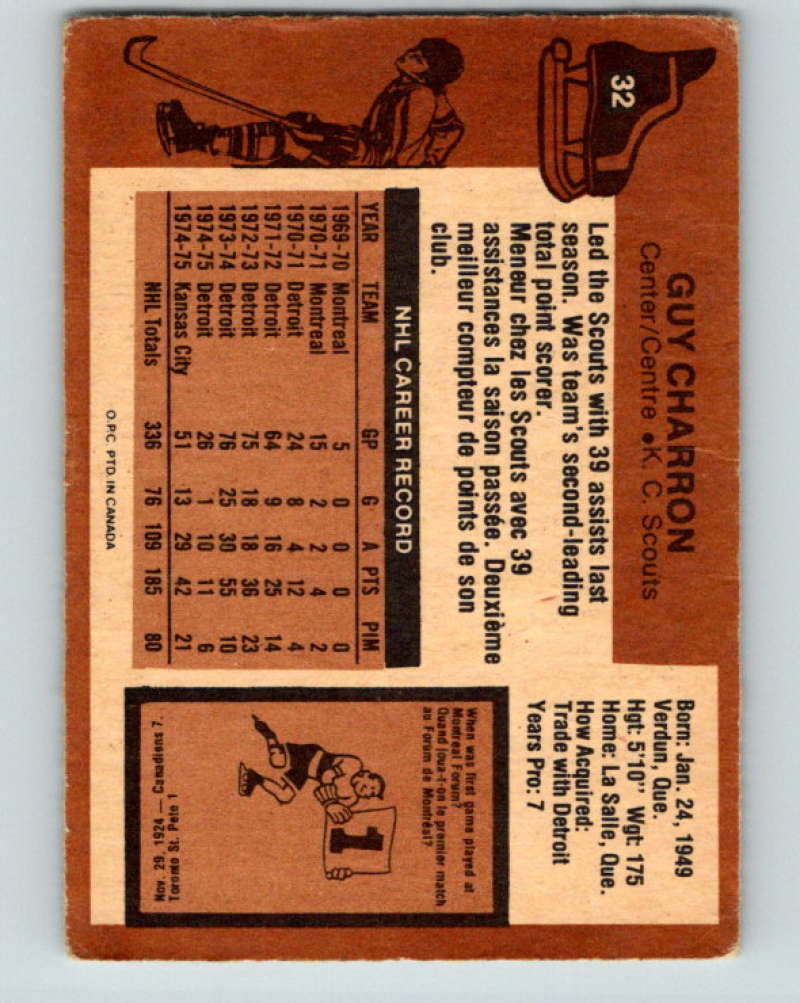 32
GUY CHARRON
Center/Centre • K. C. Scouts
Led the Scouts with 39 assists last
season. Was team's second-leading
total point scorer.
Meneur chez les Scouts avec 39
assistances la saison passée. Deuxième
meilleur compteur de points de son
club.
Born: Jan. 24, 1949
Verdun, Que.
Hgt: 5'10" Wgt: 175
Home: La Salle, Que.
How Acquired:
Trade with Detroit
Years Pro: 7
NHL CAREER RECORD
YEAR TEAM GP G A PTS PIM
1969-70 Montreal 5 0 0 0 0
1970-71 Montreal 15 2 2 4 2
1970-71 Detroit 24 8 4 12 4
1971-72 Detroit 64 9 16 25 14
1972-73 Detroit 75 18 18 36 23
1973-74 Detroit 76 25 30 55 10
1974-75 Detroit 26 1 10 11 6
1974-75 Kansas City 51 13 29 42 21
NHL Totals 336 76 109 185 80
When was first game played at
Montreal Forum?
Quand joua-t-on le premier match
au Forum de Montréal?
1
Nov. 29, 1924 — Canadiens 7,
Toronto St. Pats 1
O.P.C. PTD. IN CANADA